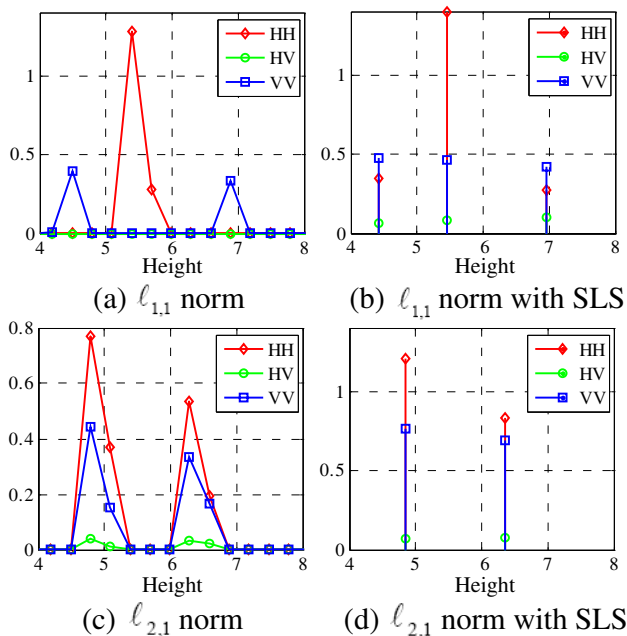 HH
HV
VV
1
0.5
0
4 5 6 7 8
Height
(a) ℓ1,1 norm
HH
HV
VV
1
0.5
0
4 5 6 7 8
Height
(b) ℓ1,1 norm with SLS
0.8
HH
HV
VV
0.6
0.4
0.2
0
4 5 6 7 8
Height
(c) ℓ2,1 norm
HH
HV
VV
1
0.5
0
4 5 6 7 8
Height
(d) ℓ2,1 norm with SLS